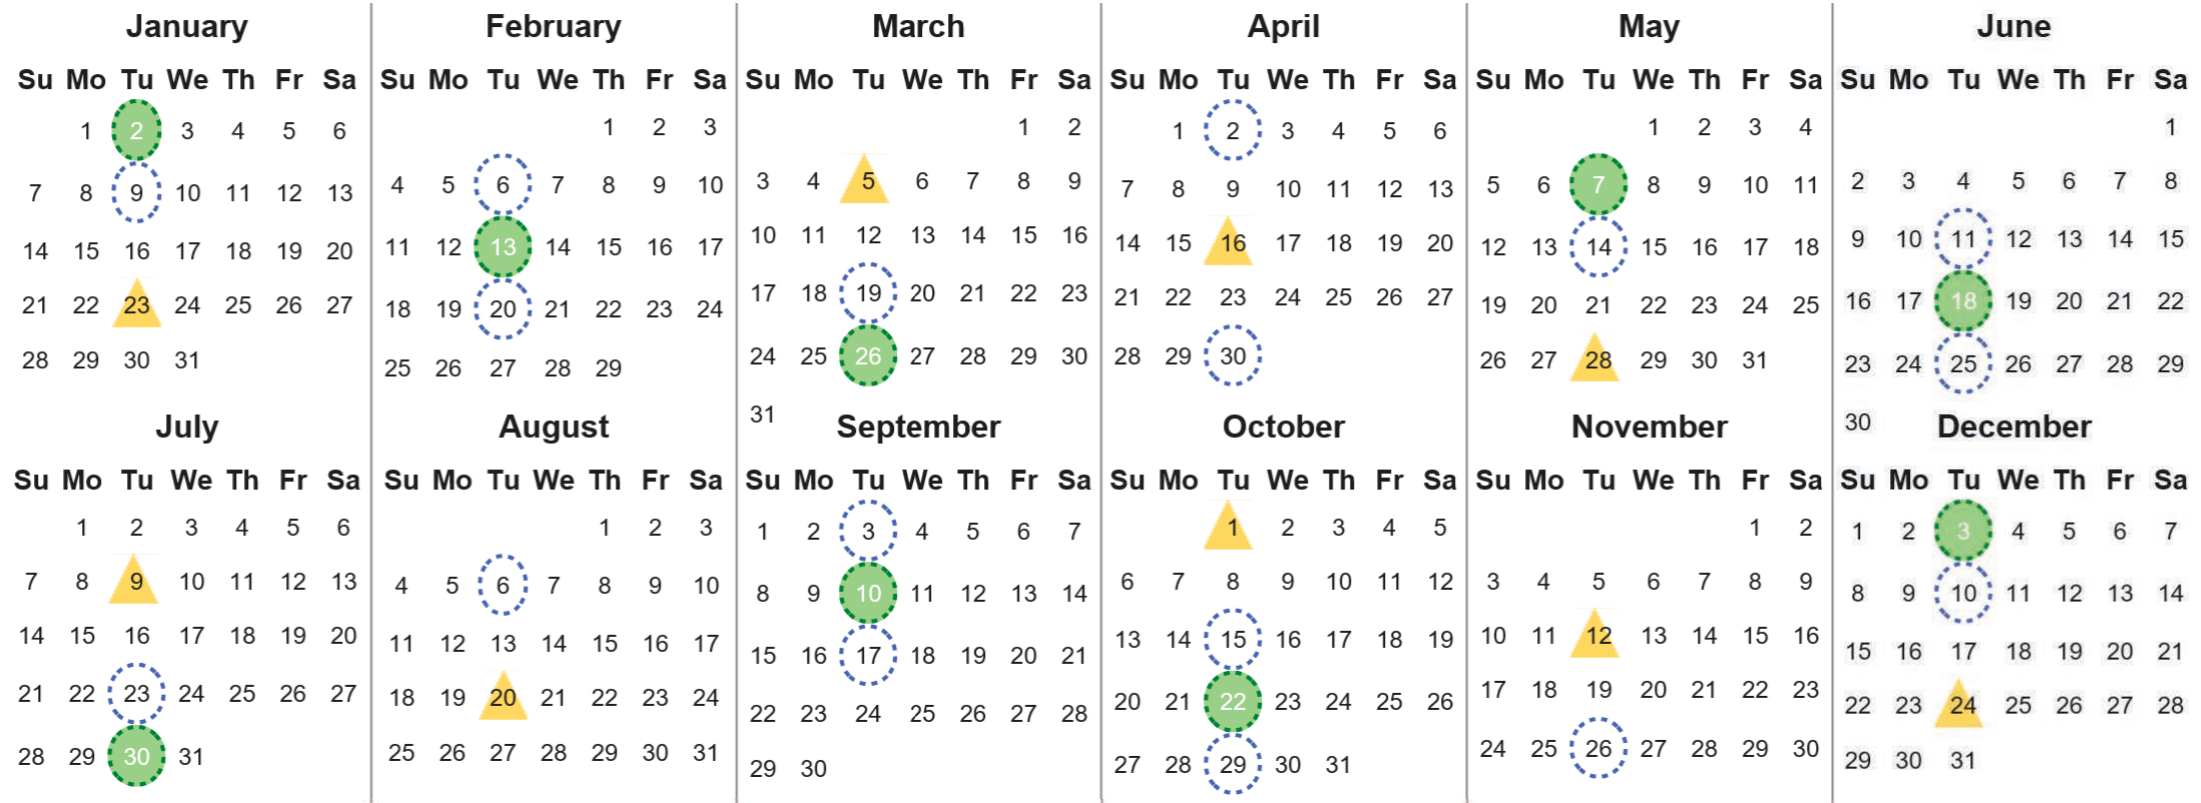 January
Su Mo Tu We Th Fr Sa
1 2 3 4 5 6
7 8 9 10 11 12 13
14 15 16 17 18 19 20
21 22 23 24 25 26 27
28 29 30 31
February
Su Mo Tu We Th Fr Sa
1 2 3
4 5 6 7 8 9 10
11 12 13 14 15 16 17
18 19 20 21 22 23 24
25 26 27 28 29
March
Su Mo Tu We Th Fr Sa
1 2
3 4 5 6 7 8 9
10 11 12 13 14 15 16
17 18 19 20 21 22 23
24 25 26 27 28 29 30
31
April
Su Mo Tu We Th Fr Sa
1 2 3 4 5 6
7 8 9 10 11 12 13
14 15 16 17 18 19 20
21 22 23 24 25 26 27
28 29 30
May
Su Mo Tu We Th Fr Sa
1 2 3 4
5 6 7 8 9 10 11
12 13 14 15 16 17 18
19 20 21 22 23 24 25
26 27 28 29 30 31
June
Su Mo Tu We Th Fr Sa
1
2 3 4 5 6 7 8
9 10 11 12 13 14 15
16 17 18 19 20 21 22
23 24 25 26 27 28 29
30
July
Su Mo Tu We Th Fr Sa
1 2 3 4 5 6
7 8 9 10 11 12 13
14 15 16 17 18 19 20
21 22 23 24 25 26 27
28 29 30 31
August
Su Mo Tu We Th Fr Sa
1 2 3
4 5 6 7 8 9 10
11 12 13 14 15 16 17
18 19 20 21 22 23 24
25 26 27 28 29 30 31
September
Su Mo Tu We Th Fr Sa
1 2 3 4 5 6 7
8 9 10 11 12 13 14
15 16 17 18 19 20 21
22 23 24 25 26 27 28
29 30
October
Su Mo Tu We Th Fr Sa
1 2 3 4 5
6 7 8 9 10 11 12
13 14 15 16 17 18 19
20 21 22 23 24 25 26
27 28 29 30 31
November
Su Mo Tu We Th Fr Sa
1 2
3 4 5 6 7 8 9
10 11 12 13 14 15 16
17 18 19 20 21 22 23
24 25 26 27 28 29 30
December
Su Mo Tu We Th Fr Sa
1 2 3 4 5 6 7
8 9 10 11 12 13 14
15 16 17 18 19 20 21
22 23 24 25 26 27 28
29 30 31